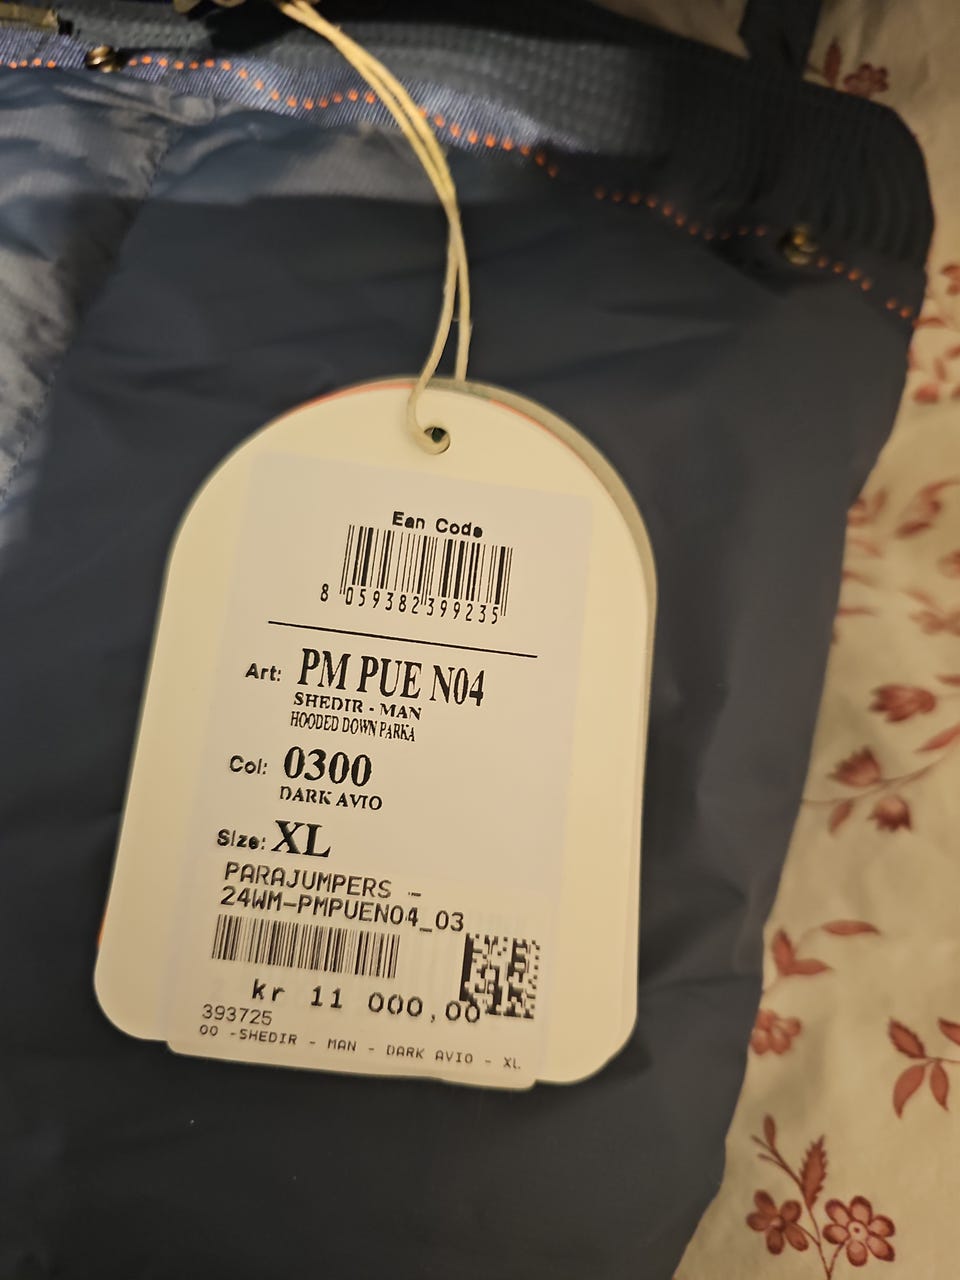 Ean Code
8 059382 399235
Art: PM PUE N04
SHEDIR - MAN
HOODED DOWN PARKA
Col: 0300
DARK AVIO
Size: XL
PARAJUMPERS -
24WM-PMPUEN04_03
kr 11 000,00
393725
00 -SHEDIR - MAN - DARK AVIO - XL